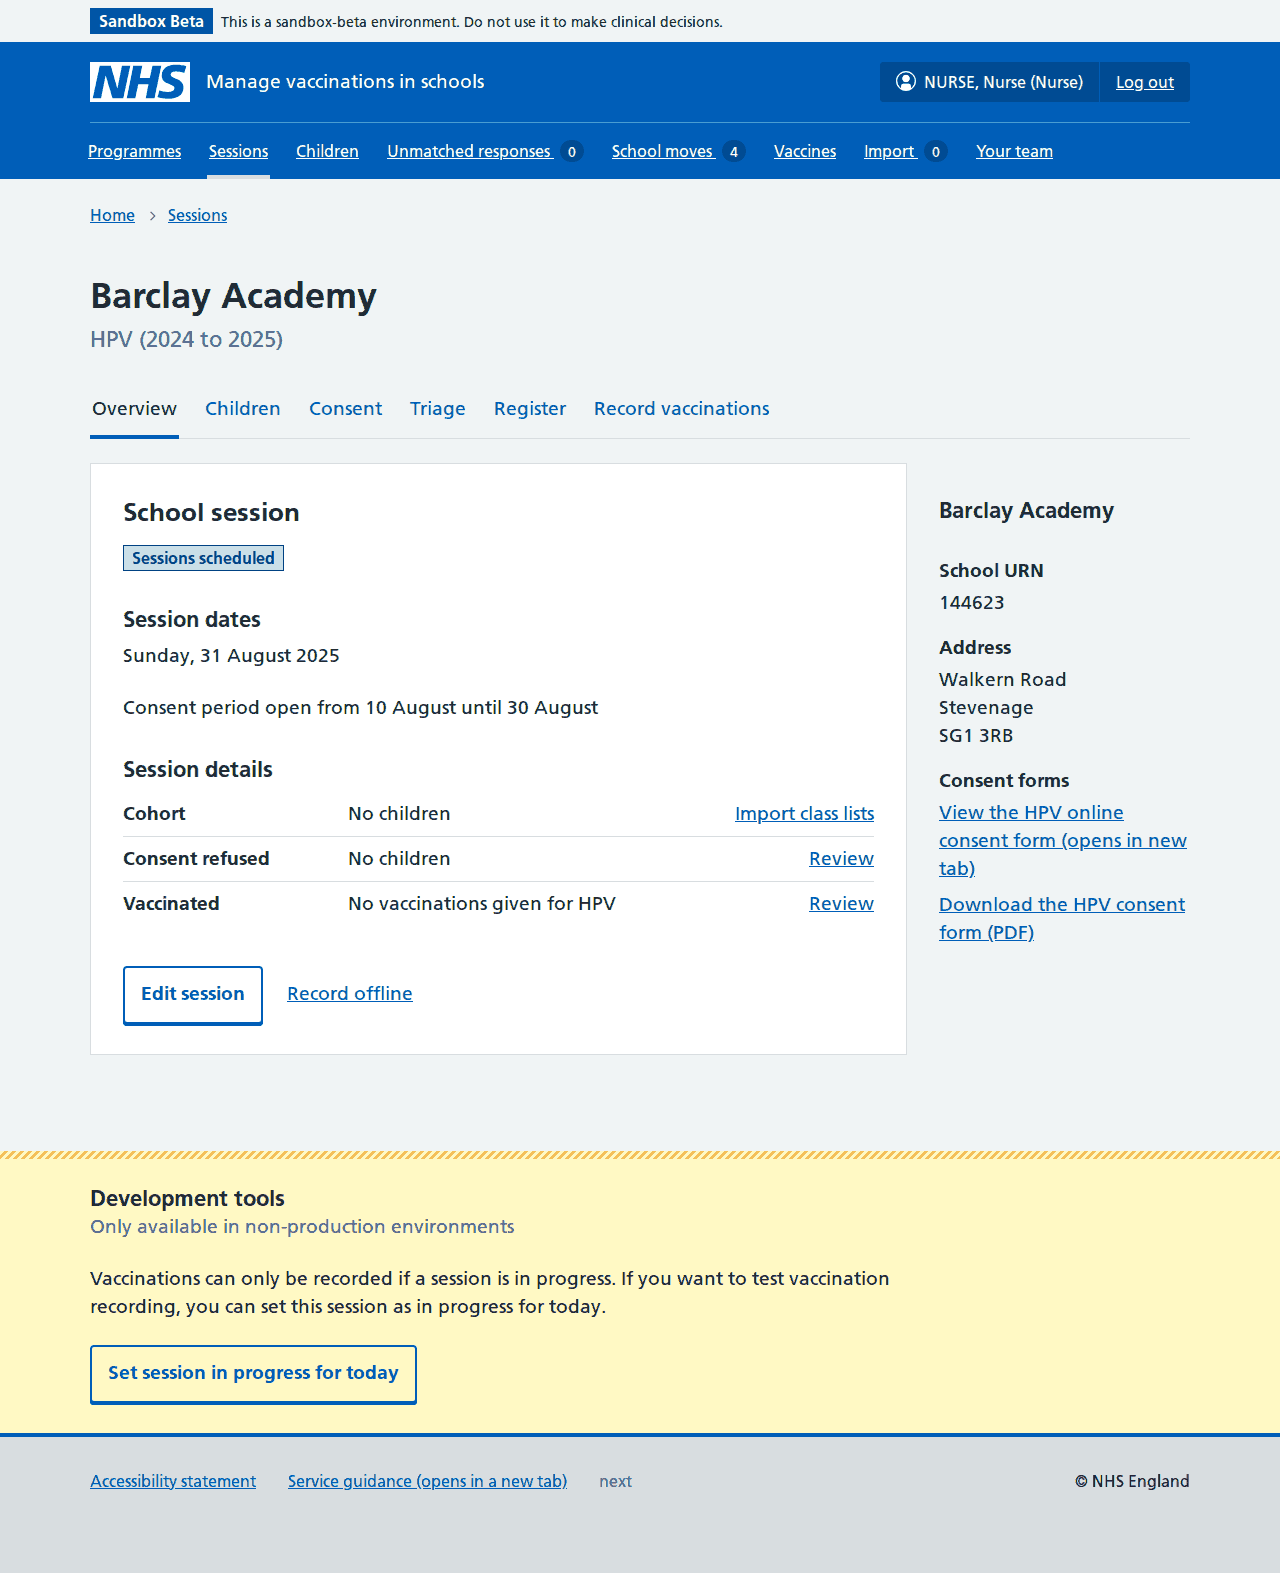 Sandbox Beta This is a sandbox-beta environment. Do not use it to make clinical decisions.
NHS Manage vaccinations in schools NURSE, Nurse (Nurse) Log out
Programmes Sessions Children Unmatched responses 0 School moves 4 Vaccines Import 0 Your team
Home Sessions
Barclay Academy
HPV (2024 to 2025)
Overview Children Consent Triage Register Record vaccinations
School session
Sessions scheduled
Session dates
Sunday, 31 August 2025
Consent period open from 10 August until 30 August
Session details
Cohort No children Import class lists
Consent refused No children Review
Vaccinated No vaccinations given for HPV Review
Edit session Record offline
Barclay Academy
School URN
144623
Address
Walkern Road
Stevenage
SG1 3RB
Consent forms
View the HPV online
consent form (opens in new
tab)
Download the HPV consent
form (PDF)
Development tools
Only available in non-production environments
Vaccinations can only be recorded if a session is in progress. If you want to test vaccination
recording, you can set this session as in progress for today.
Set session in progress for today
Accessibility statement Service guidance (opens in a new tab) next © NHS England